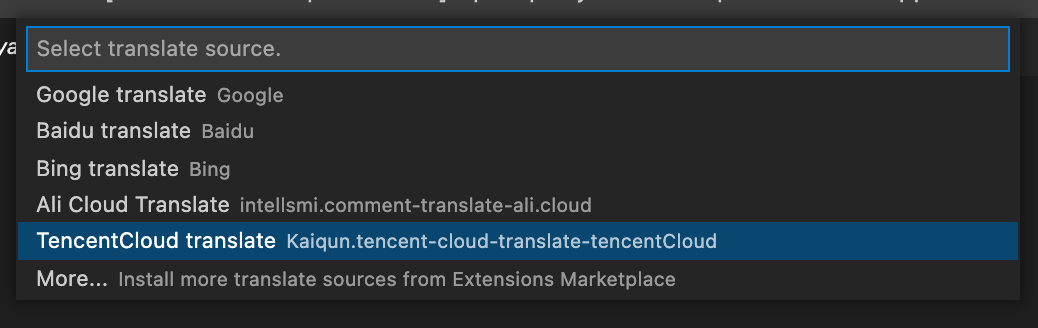 Select translate source.
Google translate Google
Baidu translate Baidu
Bing translate Bing
Ali Cloud Translate intellsmi.comment-translate-ali.cloud
TencentCloud translate Kaiqun.tencent-cloud-translate-tencentCloud
More... Install more translate sources from Extensions Marketplace